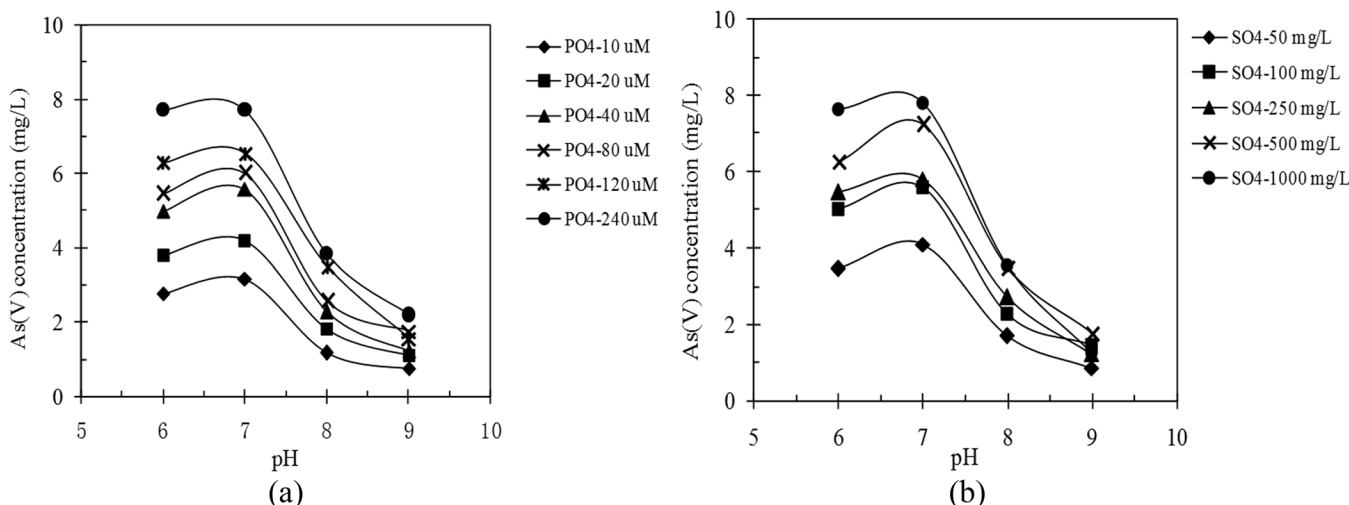 10
8
6
4
2
0
As(V) concentration (mg/L)
5 6 7 8 9 10
pH
(a)
PO4-10 uM
PO4-20 uM
PO4-40 uM
PO4-80 uM
PO4-120 uM
PO4-240 uM
10
8
6
4
2
0
As(V) concentration (mg/L)
5 6 7 8 9 10
pH
(b)
SO4-50 mg/L
SO4-100 mg/L
SO4-250 mg/L
SO4-500 mg/L
SO4-1000 mg/L